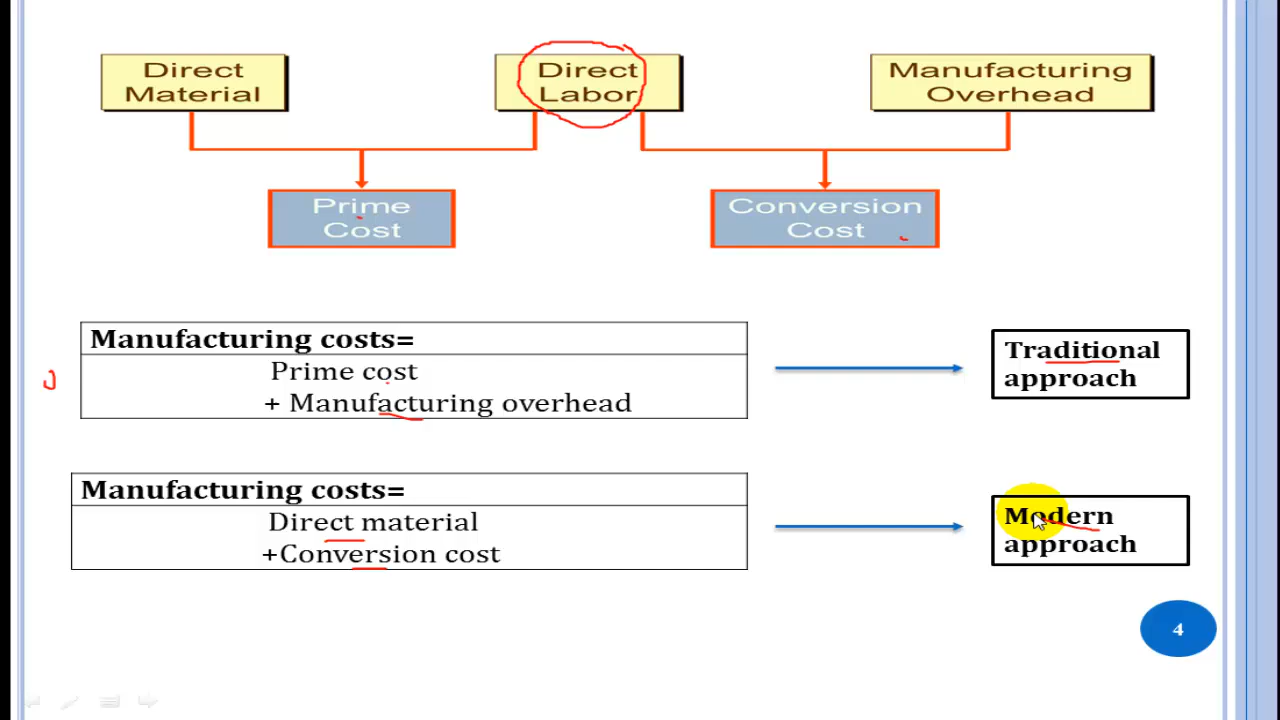 Direct
Material
Direct
Labor
Manufacturing
Overhead
Prime
Cost
Conversion
Cost
Manufacturing costs=
Prime cost
+ Manufacturing overhead
Traditional
approach
Manufacturing costs=
Direct material
+Conversion cost
Modern
approach
4